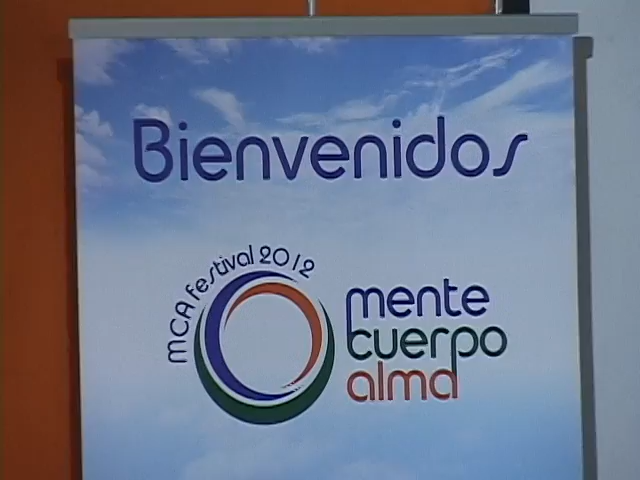 Bienvenidos
MCA festival 2012
mente
cuerpo
alma